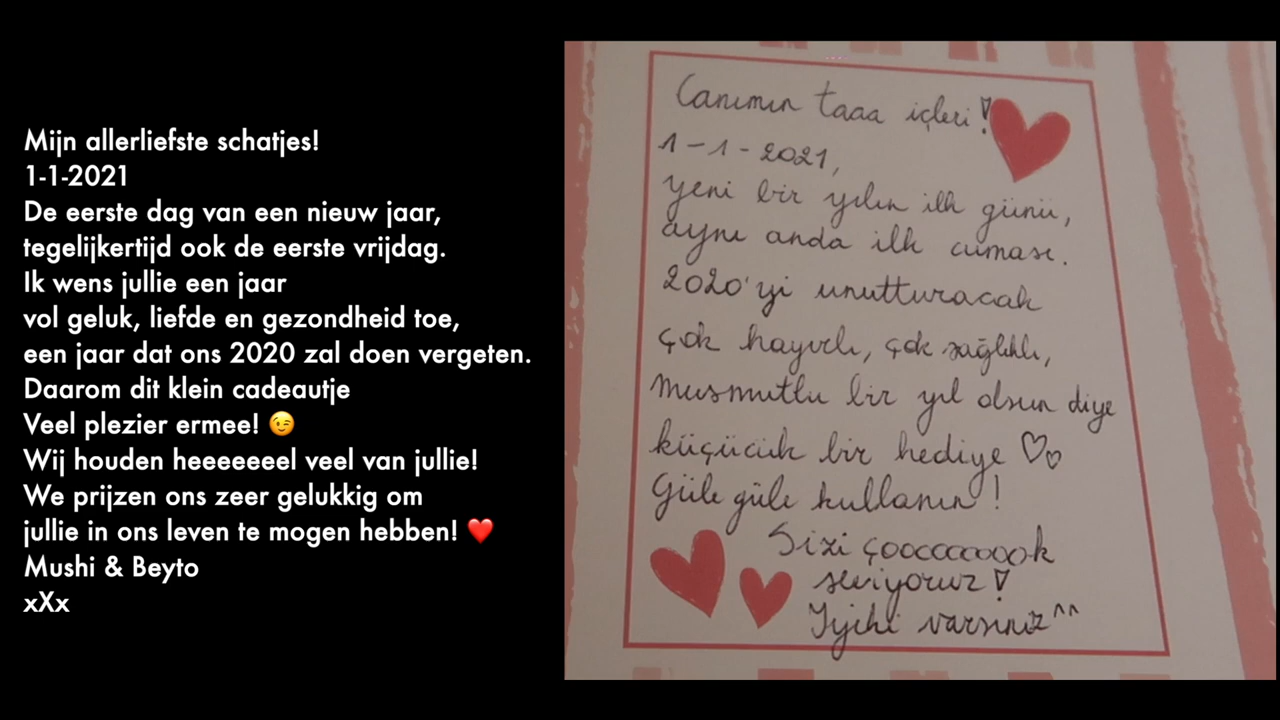 Mijn allerliefste schatjes!
1-1-2021
De eerste dag van een nieuw jaar,
tegelijkertijd ook de eerste vrijdag.
Ik wens jullie een jaar
vol geluk, liefde en gezondheid toe,
een jaar dat ons 2020 zal doen vergeten.
Daarom dit klein cadeautje
Veel plezier ermee! 😉
Wij houden heeeeeeel veel van jullie!
We prijzen ons zeer gelukkig om
jullie in ons leven te mogen hebben! ❤️
Mushi & Beyto
xXx
Canımın taaa içleri!
1-1-2021,
yeni bir yılın ilk günü,
aynı anda ilk cuması.
2020'yi unutturacak
çok hayırlı, çok sağlıklı,
musmutlu bir yıl olsun diye
küçücük bir hediye ♡♡
Güle güle kullanın!
Sizi çoocooooook
seviyoruz!
İyiki varsınız^^